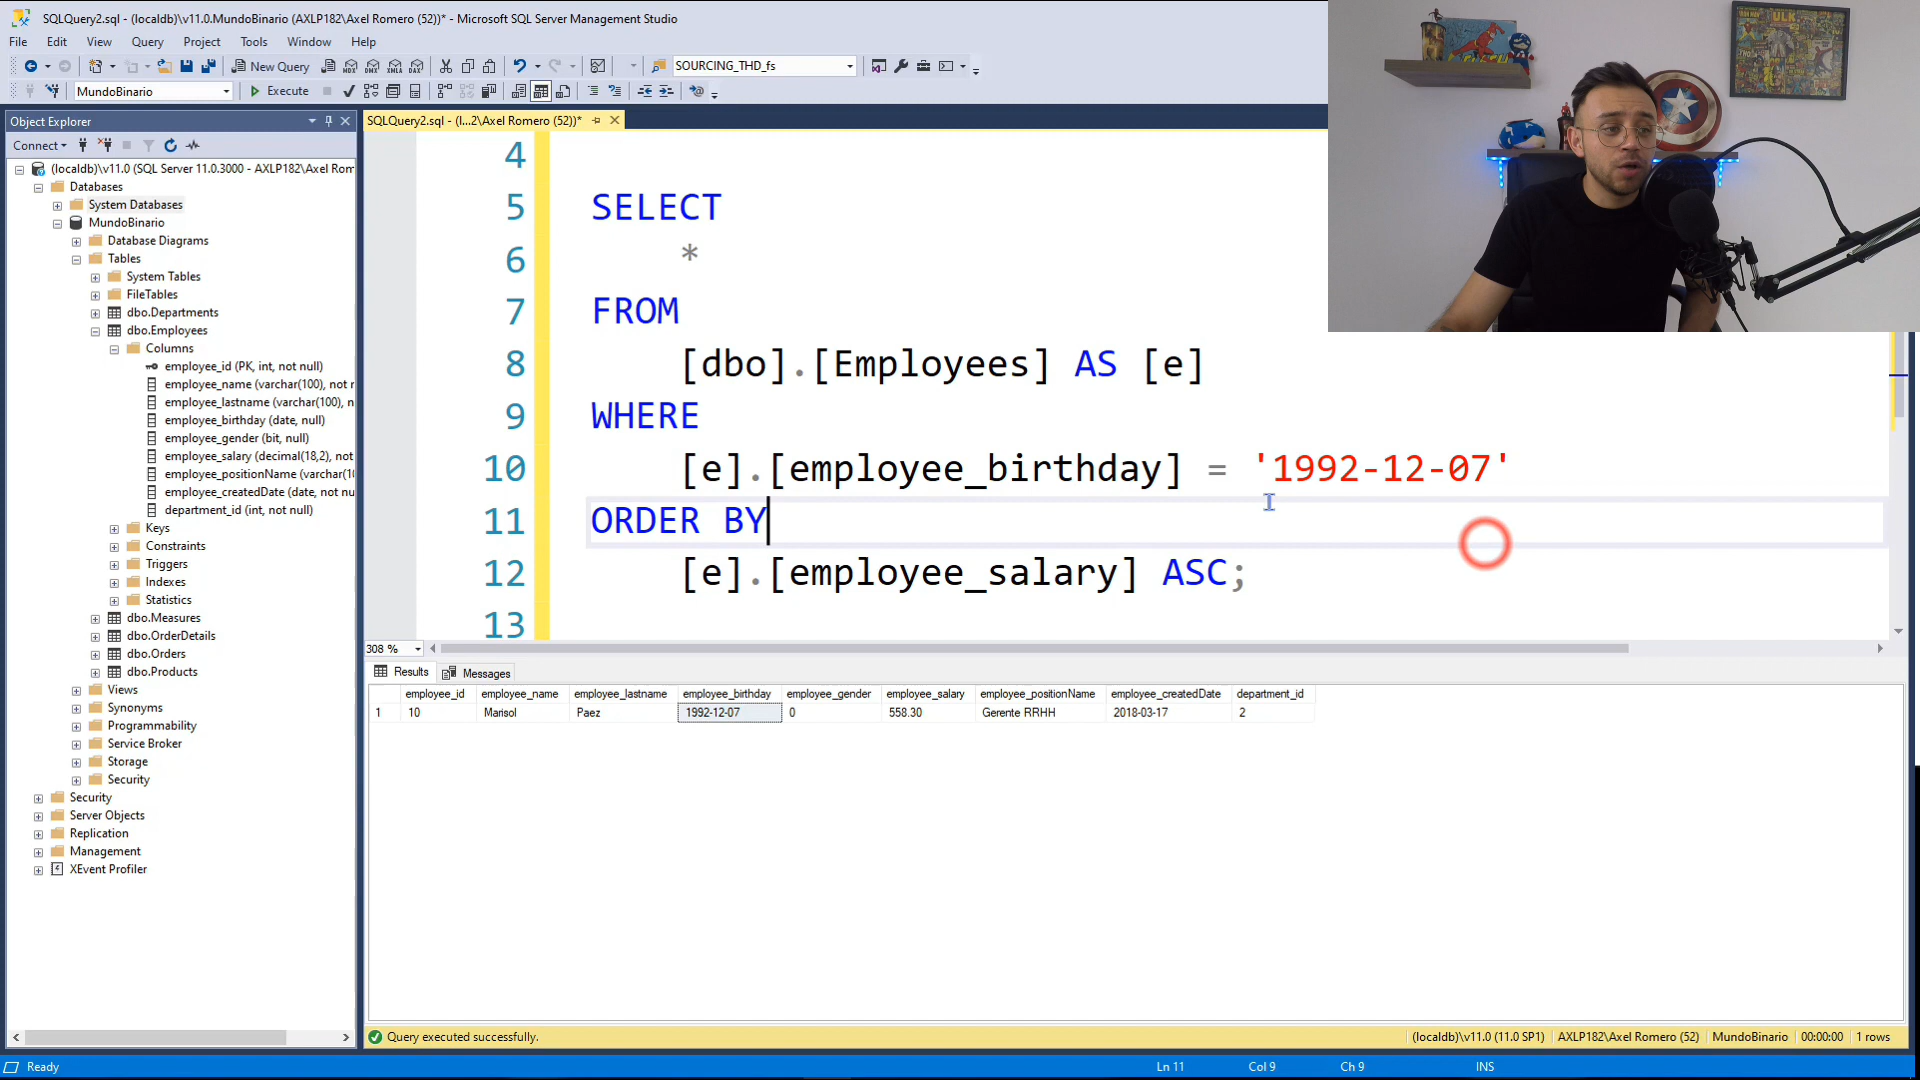 SQLQuery2.sql - (localdb)\v11.0.MundoBinario (AXLP182\Axel Romero (52))* - Microsoft SQL Server Management Studio
File Edit View Query Project Tools Window Help
New Query
SOURCING_THD_fs
MundoBinario
Execute
Object Explorer
SQLQuery2.sql - (l...2\Axel Romero (52))*
Connect
(localdb)\v11.0 (SQL Server 11.0.3000 - AXLP182\Axel Rom
Databases
System Databases
MundoBinario
Database Diagrams
Tables
System Tables
FileTables
dbo.Departments
dbo.Employees
Columns
employee_id (PK, int, not null)
employee_name (varchar(100), not r
employee_lastname (varchar(100), n
employee_birthday (date, null)
employee_gender (bit, null)
employee_salary (decimal(18,2), not
employee_positionName (varchar(10
employee_createdDate (date, not nu
department_id (int, not null)
Keys
Constraints
Triggers
Indexes
Statistics
dbo.Measures
dbo.OrderDetails
dbo.Orders
dbo.Products
Views
Synonyms
Programmability
Service Broker
Storage
Security
Security
Server Objects
Replication
Management
XEvent Profiler
4
5 SELECT
6 *
7 FROM
8 [dbo].[Employees] AS [e]
9 WHERE
10 [e].[employee_birthday] = '1992-12-07'
11 ORDER BY
12 [e].[employee_salary] ASC;
13
308 %
Results Messages
employee_id employee_name employee_lastname employee_birthday employee_gender employee_salary employee_positionName employee_createdDate department_id
1 10 Marisol Paez 1992-12-07 0 558.30 Gerente RRHH 2018-03-17 2
Query executed successfully. (localdb)\v11.0 (11.0 SP1) AXLP182\Axel Romero (52) MundoBinario 00:00:00 1 rows
Ready Ln 11 Col 9 Ch 9 INS